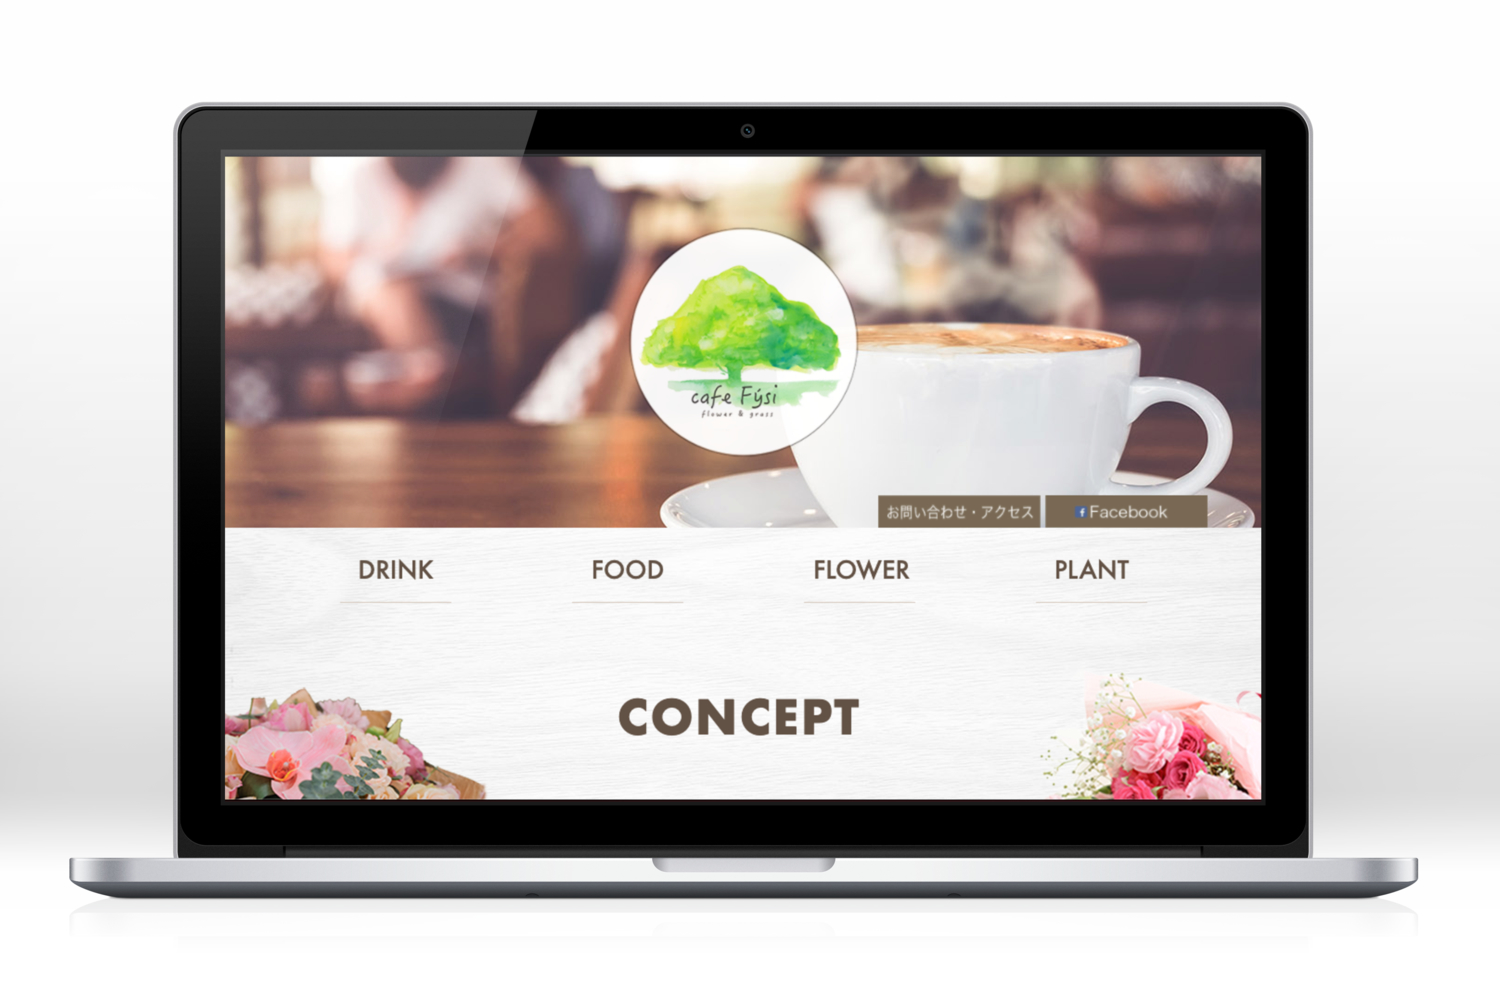 cafe Fýsi
flower & grass
お問い合わせ・アクセス
Facebook
DRINK
FOOD
FLOWER
PLANT
CONCEPT